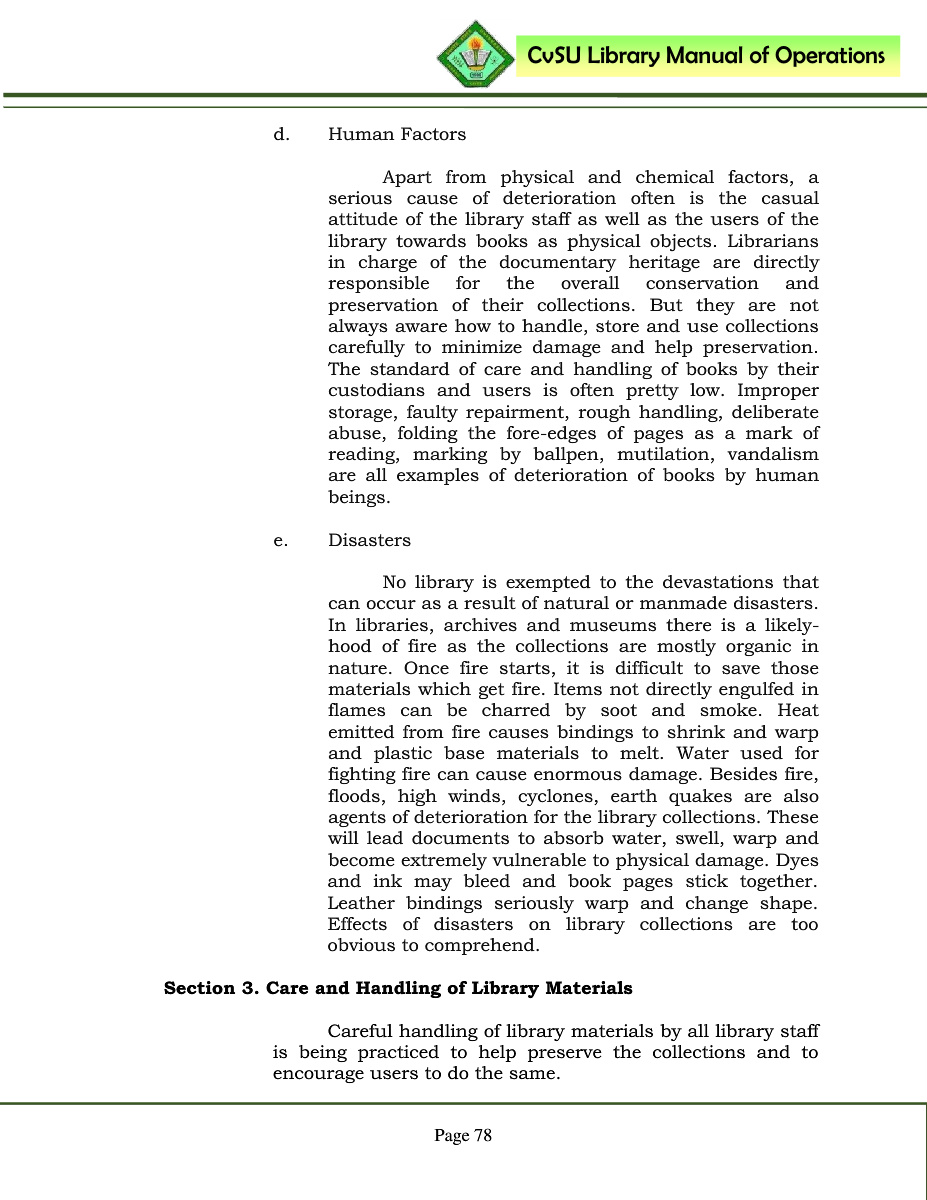 CvSU Library Manual of Operations
d. Human Factors
Apart from physical and chemical factors, a
serious cause of deterioration often is the casual
attitude of the library staff as well as the users of the
library towards books as physical objects. Librarians
in charge of the documentary heritage are directly
responsible for the overall conservation and
preservation of their collections. But they are not
always aware how to handle, store and use collections
carefully to minimize damage and help preservation.
The standard of care and handling of books by their
custodians and users is often pretty low. Improper
storage, faulty repairment, rough handling, deliberate
abuse, folding the fore-edges of pages as a mark of
reading, marking by ballpen, mutilation, vandalism
are all examples of deterioration of books by human
beings.
e. Disasters
No library is exempted to the devastations that
can occur as a result of natural or manmade disasters.
In libraries, archives and museums there is a likely-
hood of fire as the collections are mostly organic in
nature. Once fire starts, it is difficult to save those
materials which get fire. Items not directly engulfed in
flames can be charred by soot and smoke. Heat
emitted from fire causes bindings to shrink and warp
and plastic base materials to melt. Water used for
fighting fire can cause enormous damage. Besides fire,
floods, high winds, cyclones, earth quakes are also
agents of deterioration for the library collections. These
will lead documents to absorb water, swell, warp and
become extremely vulnerable to physical damage. Dyes
and ink may bleed and book pages stick together.
Leather bindings seriously warp and change shape.
Effects of disasters on library collections are too
obvious to comprehend.
Section 3. Care and Handling of Library Materials
Careful handling of library materials by all library staff
is being practiced to help preserve the collections and to
encourage users to do the same.
Page 78